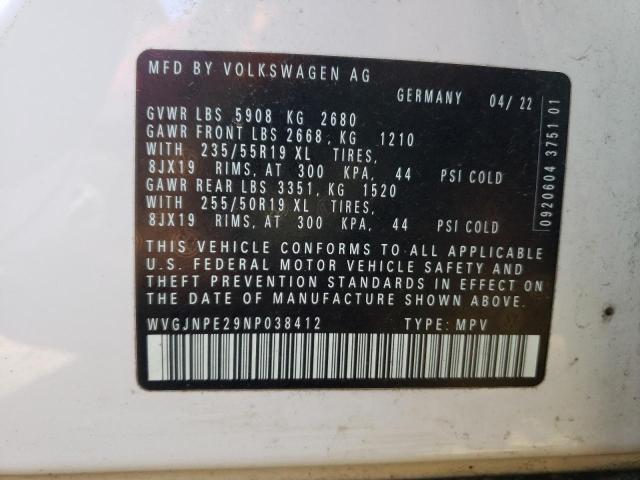 MFD BY VOLKSWAGEN AG
GERMANY 04/ 22
GVWR LBS 5908 KG 2680
GAWR FRONT LBS 2668, KG 1210
WITH 235/55R19 XL TIRES,
8JX19 RIMS, AT 300 KPA, 44 PSI COLD
GAWR REAR LBS 3351, KG 1520
WITH 255/50R19 XL TIRES,
8JX19 RIMS, AT 300 KPA, 44 PSI COLD
THIS VEHICLE CONFORMS TO ALL APPLICABLE
U.S. FEDERAL MOTOR VEHICLE SAFETY AND
THEFT PREVENTION STANDARDS IN EFFECT ON
THE DATE OF MANUFACTURE SHOWN ABOVE.
WVGJNPE29NP038412 TYPE: MPV
0920604 3751 01